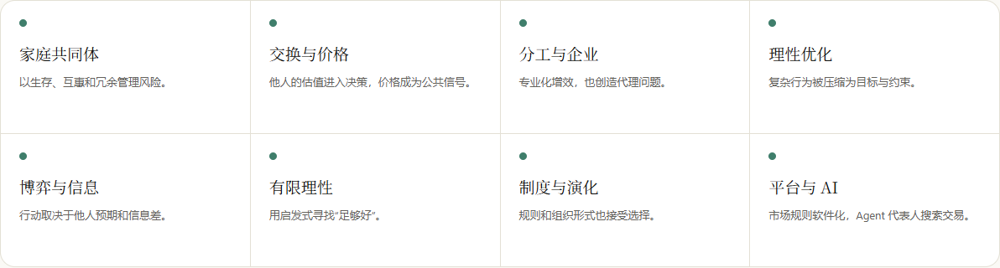 家庭共同体
以生存、互惠和冗余管理风险。
交换与价格
他人的估值进入决策，价格成为公共信号。
分工与企业
专业化增效，也创造代理问题。
理性优化
复杂行为被压缩为目标与约束。
博弈与信息
行动取决于他人预期和信息差。
有限理性
用启发式寻找“足够好”。
制度与演化
规则和组织形式也接受选择。
平台与 AI
市场规则软件化，Agent 代表人搜索交易。